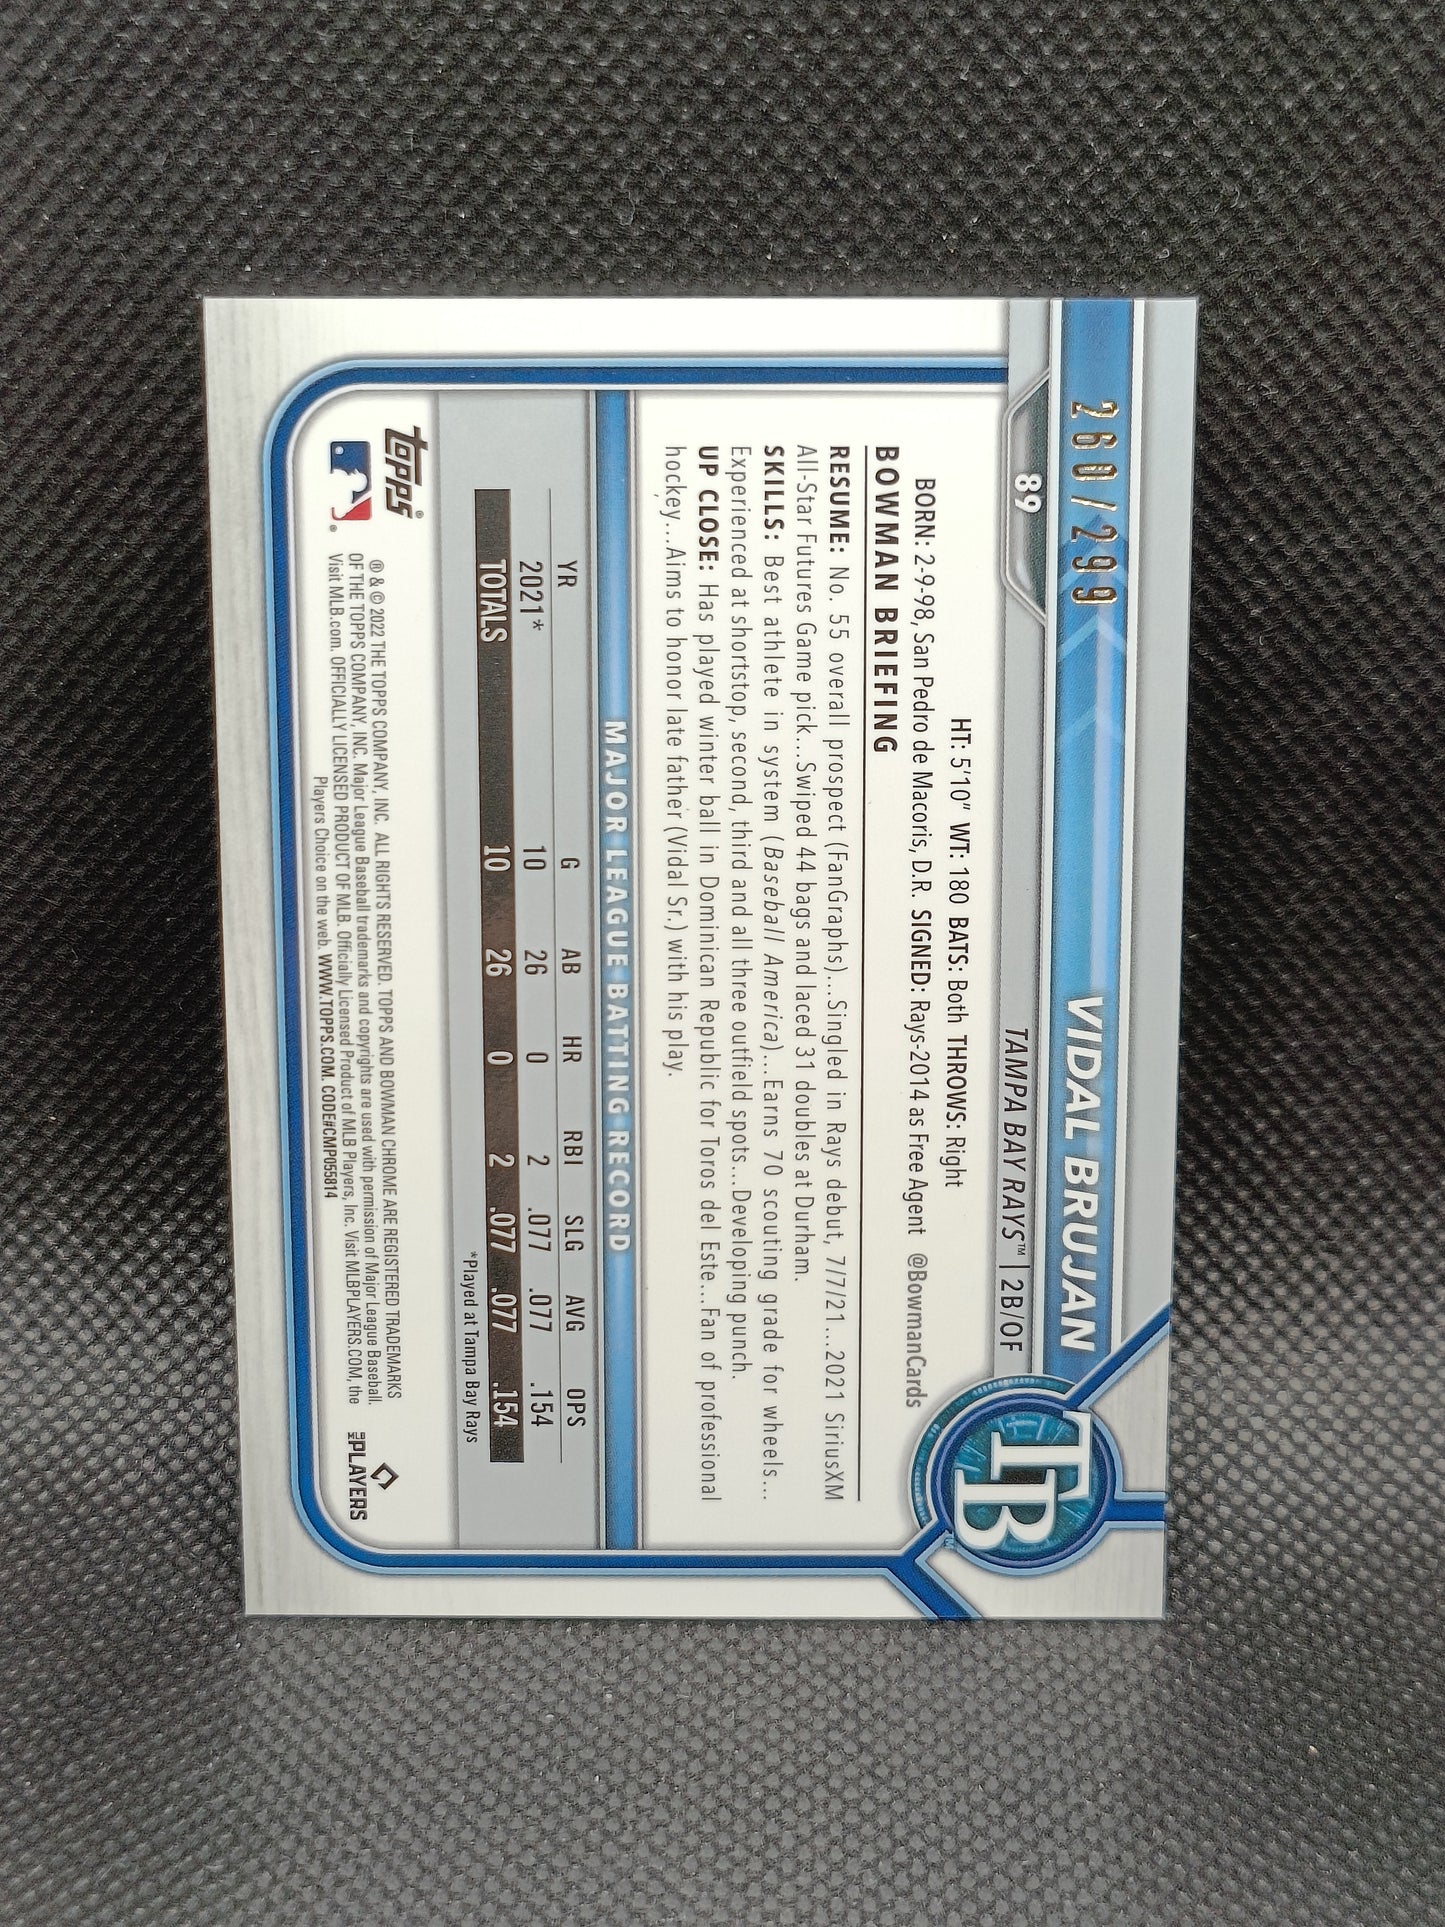 260/299
VIDAL BRUJAN
89
TAMPA BAY RAYS™ | 2B/OF
TB
HT: 5'10" WT: 180 BATS: Both THROWS: Right
BORN: 2-9-98, San Pedro de Macoris, D.R. SIGNED: Rays-2014 as Free Agent @BowmanCards
BOWMAN BRIEFING
RESUME: No. 55 overall prospect (FanGraphs)...Singled in Rays debut, 7/7/21...2021 SiriusXM
All-Star Futures Game pick...Swiped 44 bags and laced 31 doubles at Durham.
SKILLS: Best athlete in system (Baseball America)...Earns 70 scouting grade for wheels...
Experienced at shortstop, second, third and all three outfield spots...Developing punch.
UP CLOSE: Has played winter ball in Dominican Republic for Toros del Este...Fan of professional
hockey...Aims to honor late father (Vidal Sr.) with his play.
MAJOR LEAGUE BATTING RECORD
YR G AB HR RBI SLG AVG OPS
2021* 10 26 0 2 .077 .077 .154
TOTALS 10 26 0 2 .077 .077 .154
*Played at Tampa Bay Rays
topps®
® & © 2022 THE TOPPS COMPANY, INC. ALL RIGHTS RESERVED. TOPPS AND BOWMAN CHROME ARE REGISTERED TRADEMARKS
OF THE TOPPS COMPANY, INC. Major League Baseball trademarks and copyrights are used with permission of Major League Baseball.
Visit MLB.com. OFFICIALLY LICENSED PRODUCT OF MLB. Officially Licensed Product of MLB Players, Inc. Visit MLBPLAYERS.COM, the
Players Choice on the web. WWW.TOPPS.COM. CODE#CMP055814
MLB PLAYERS